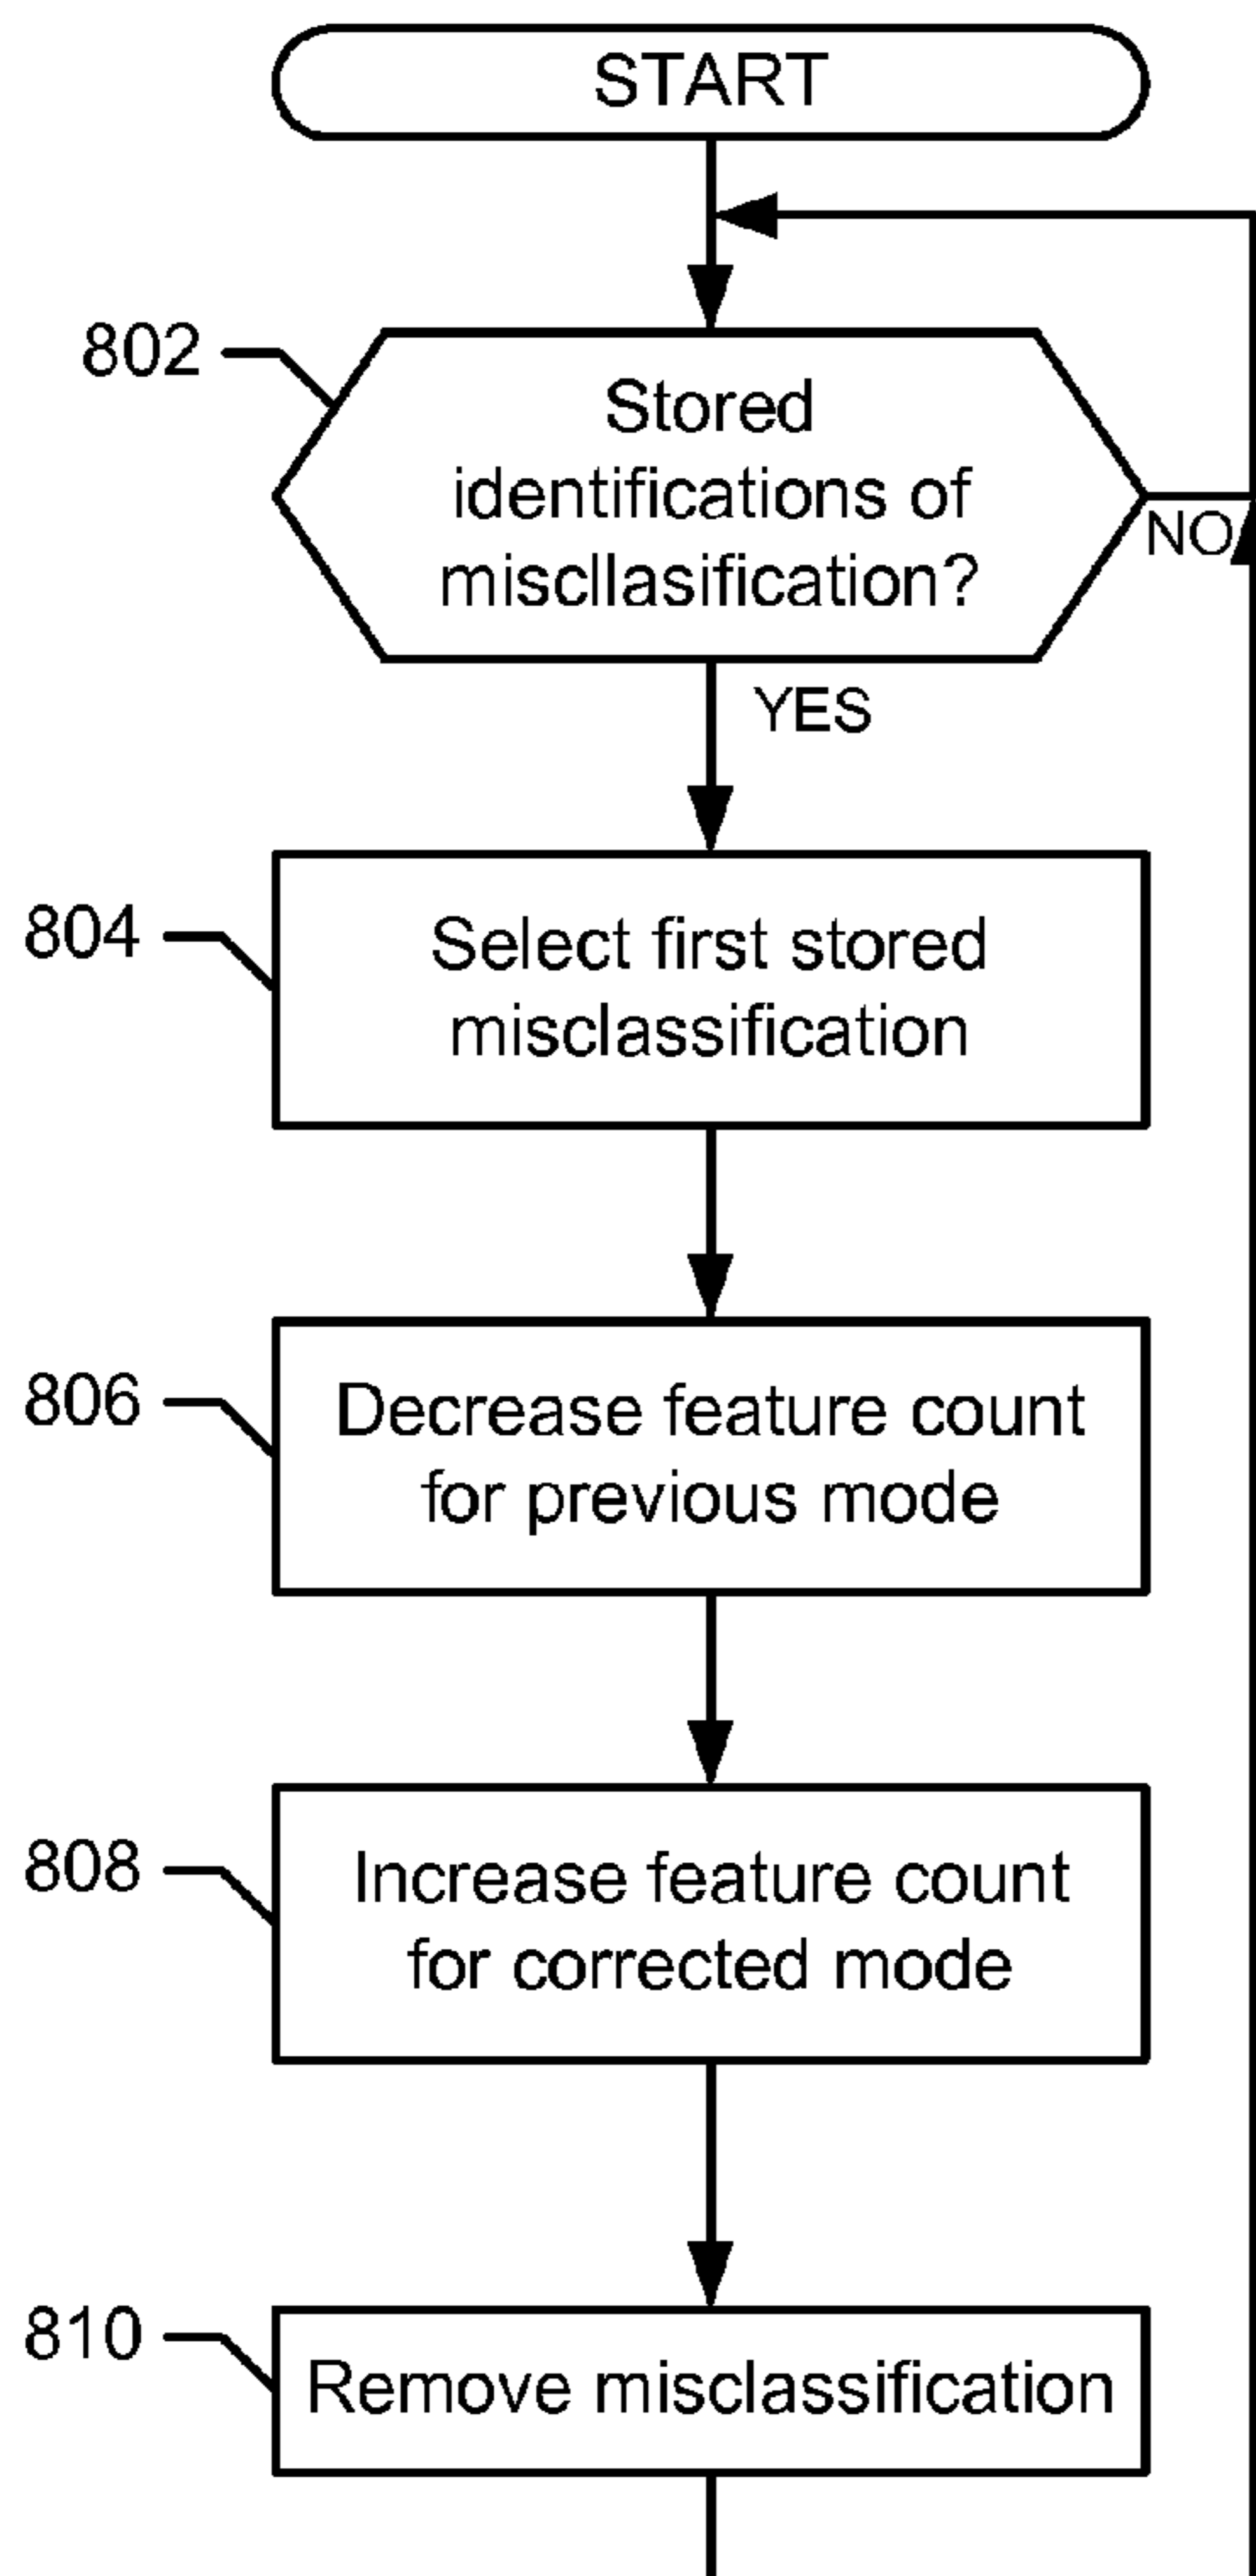 START
802
Stored
identifications of
miscllasification?
NO
YES
804
Select first stored
misclassification
806
Decrease feature count
for previous mode
808
Increase feature count
for corrected mode
810
Remove misclassification